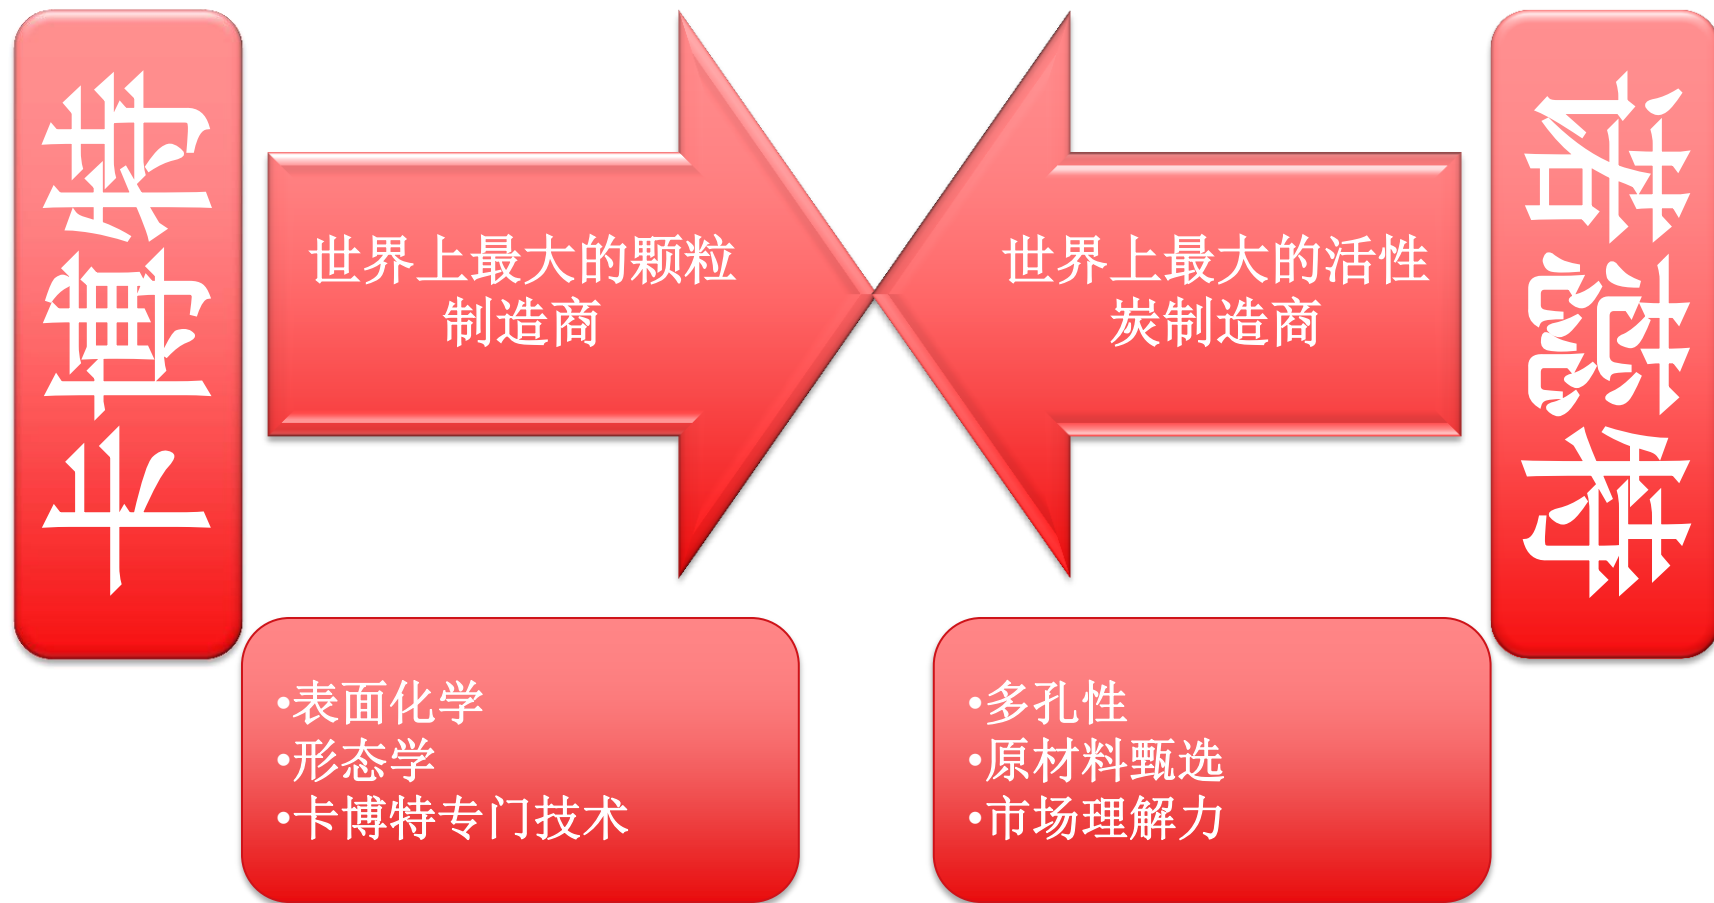 卡博特
世界上最大的颗粒
制造商
世界上最大的活性
炭制造商
诺芮特
•表面化学
•形态学
•卡博特专门技术
•多孔性
•原材料甄选
•市场理解力